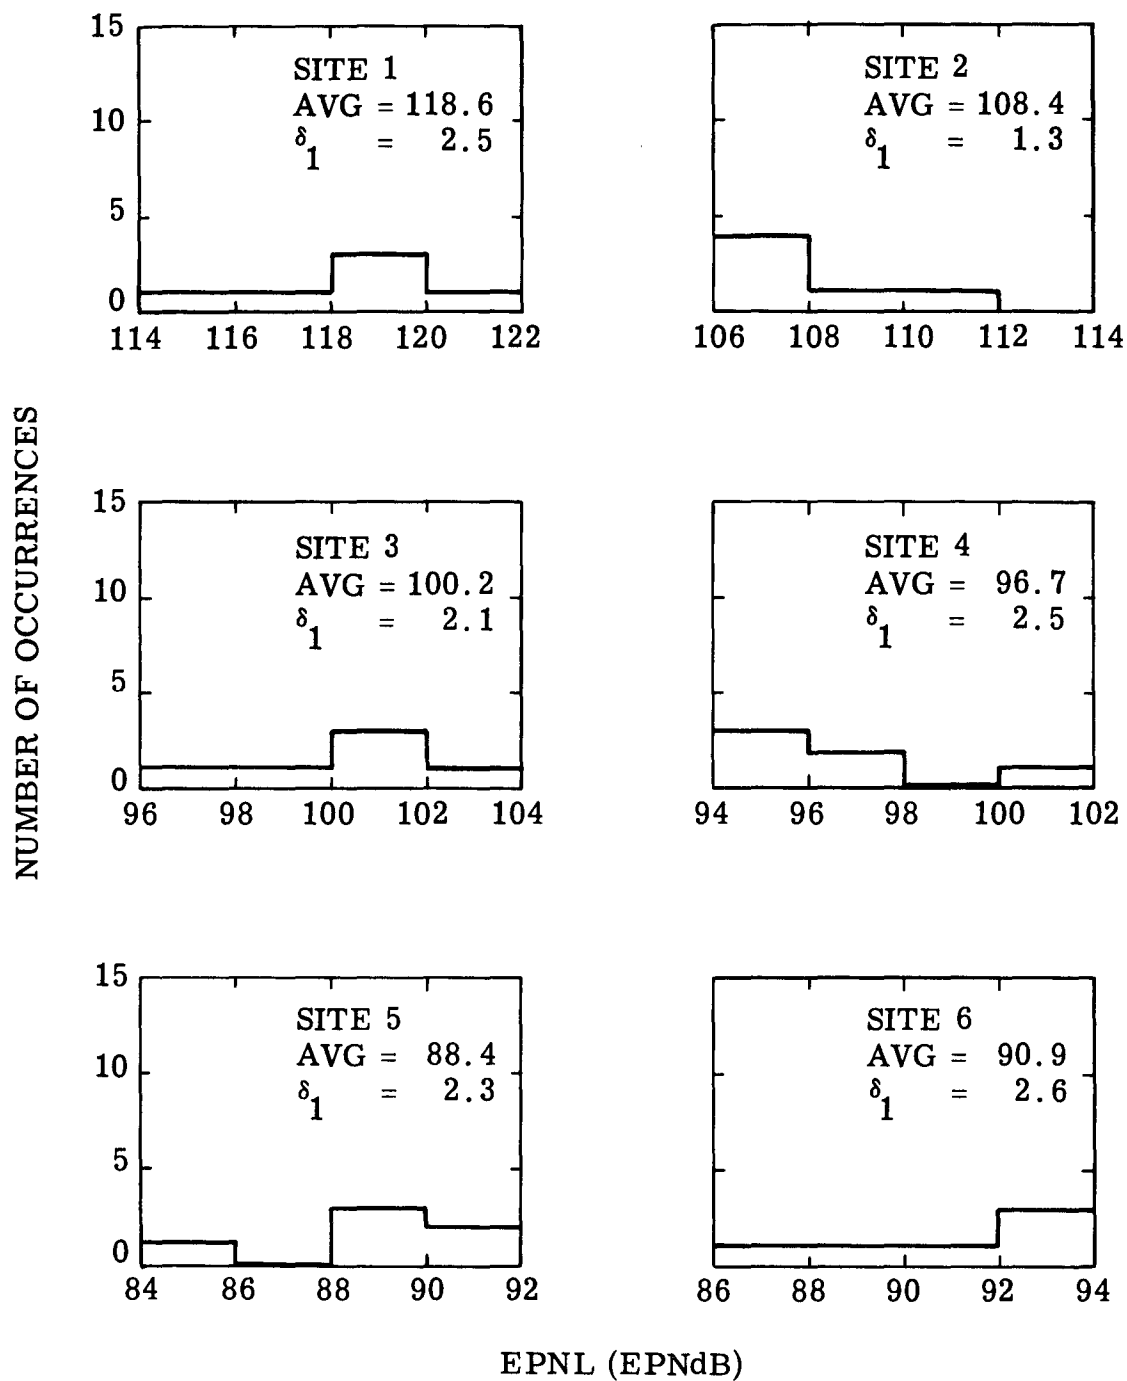 15
10
5
0
SITE 1
AVG = 118.6
δ1 = 2.5
114 116 118 120 122
SITE 2
AVG = 108.4
δ1 = 1.3
106 108 110 112 114
NUMBER OF OCCURRENCES
15
10
5
0
SITE 3
AVG = 100.2
δ1 = 2.1
96 98 100 102 104
SITE 4
AVG = 96.7
δ1 = 2.5
94 96 98 100 102
15
10
5
0
SITE 5
AVG = 88.4
δ1 = 2.3
84 86 88 90 92
SITE 6
AVG = 90.9
δ1 = 2.6
86 88 90 92 94
EPNL (EPNdB)